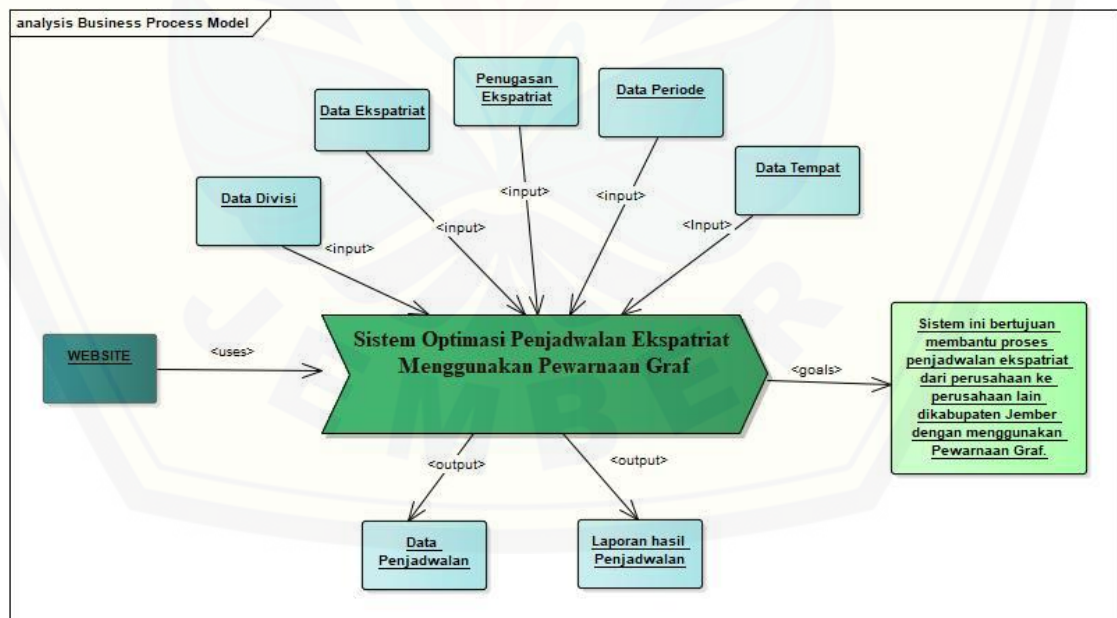 analysis Business Process Model
Penugasan
Ekspatriat
Data Ekspatriat
Data Periode
Data Tempat
Data Divisi
<input>
<input>
<input>
<input>
<Input>
WEBSITE
<uses>
Sistem Optimasi Penjadwalan Ekspatriat
Menggunakan Pewarnaan Graf
<goals>
Sistem ini bertujuan
membantu proses
penjadwalan ekspatriat
dari perusahaan ke
perusahaan lain
dikabupaten Jember
dengan menggunakan
Pewarnaan Graf.
<output>
<output>
Data
Penjadwalan
Laporan hasil
Penjadwalan
JEMBER